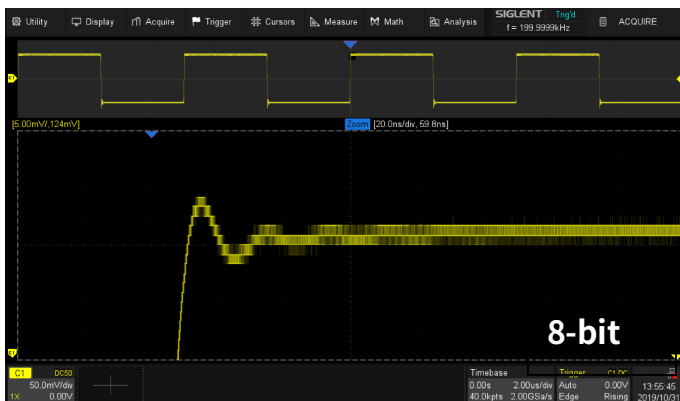 Utility Display Acquire Trigger Cursors Measure Math Analysis SIGLENT Trig'd ACQUIRE
f = 199.9999kHz
[5.00mV/,124mV] Zoom [20.0ns/div, 59.8ns]
8-bit
C1 DC50 Timebase Trigger C1 DC
50.0mV/div 0.00s 2.00us/div Auto 0.00V 13:55:45
1X 0.00V 40.0kpts 2.00GSa/s Edge Rising 2019/10/31